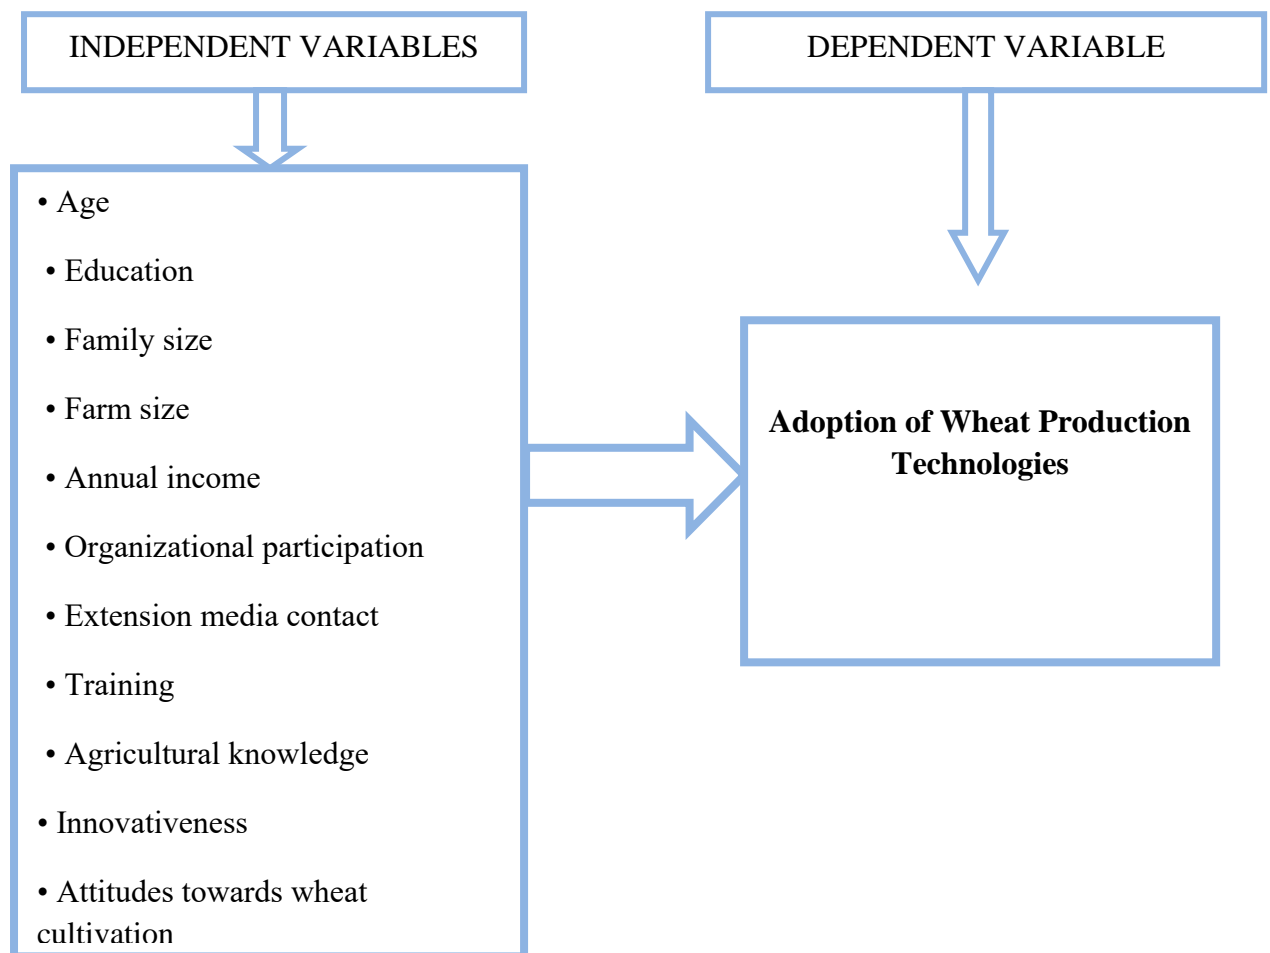 INDEPENDENT VARIABLES
DEPENDENT VARIABLE
• Age
• Education
• Family size
• Farm size
• Annual income
• Organizational participation
• Extension media contact
• Training
• Agricultural knowledge
• Innovativeness
• Attitudes towards wheat
cultivation
Adoption of Wheat Production
Technologies